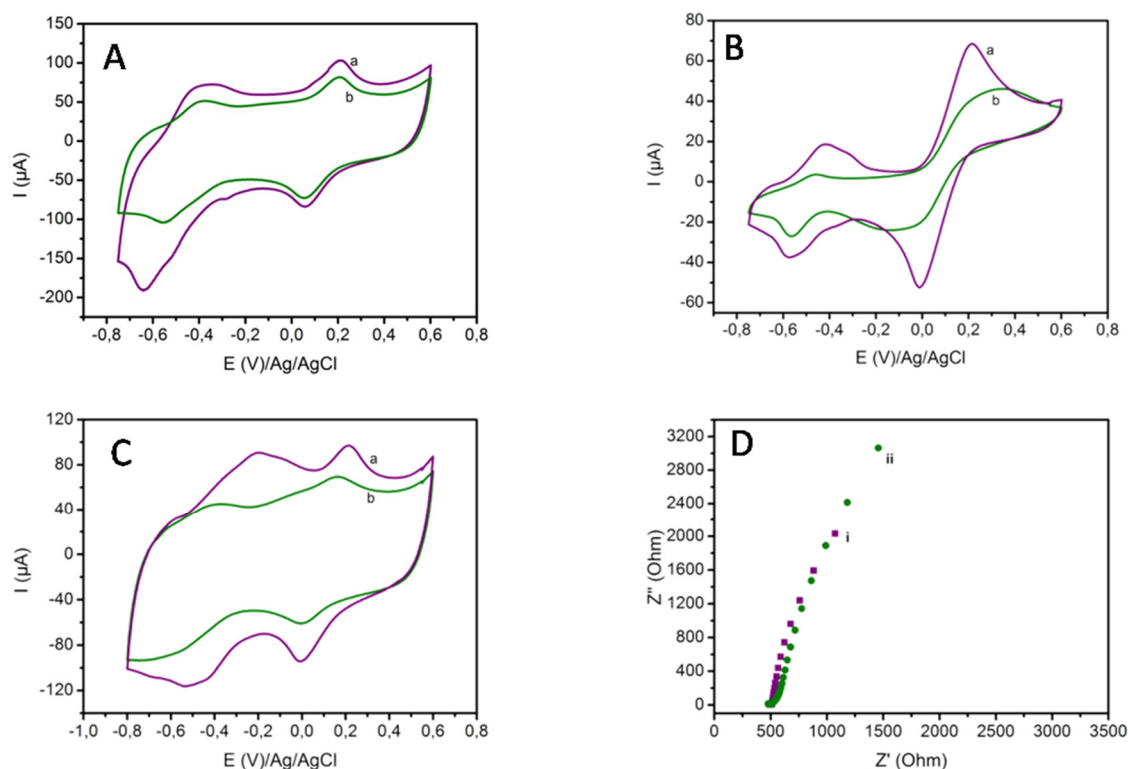 A
150
100
50
0
-50
-100
-150
-200
I (µA)
a
b
-0,8 -0,6 -0,4 -0,2 0,0 0,2 0,4 0,6 0,8
E (V)/Ag/AgCl
B
80
60
40
20
0
-20
-40
-60
I (µA)
a
b
-0,8 -0,6 -0,4 -0,2 0,0 0,2 0,4 0,6 0,8
E (V)/Ag/AgCl
C
120
80
40
0
-40
-80
-120
I (µA)
a
b
-1,0 -0,8 -0,6 -0,4 -0,2 0,0 0,2 0,4 0,6 0,8
E (V)/Ag/AgCl
D
3200
2800
2400
2000
1600
1200
800
400
0
Z'' (Ohm)
ii
i
0 500 1000 1500 2000 2500 3000 3500
Z' (Ohm)